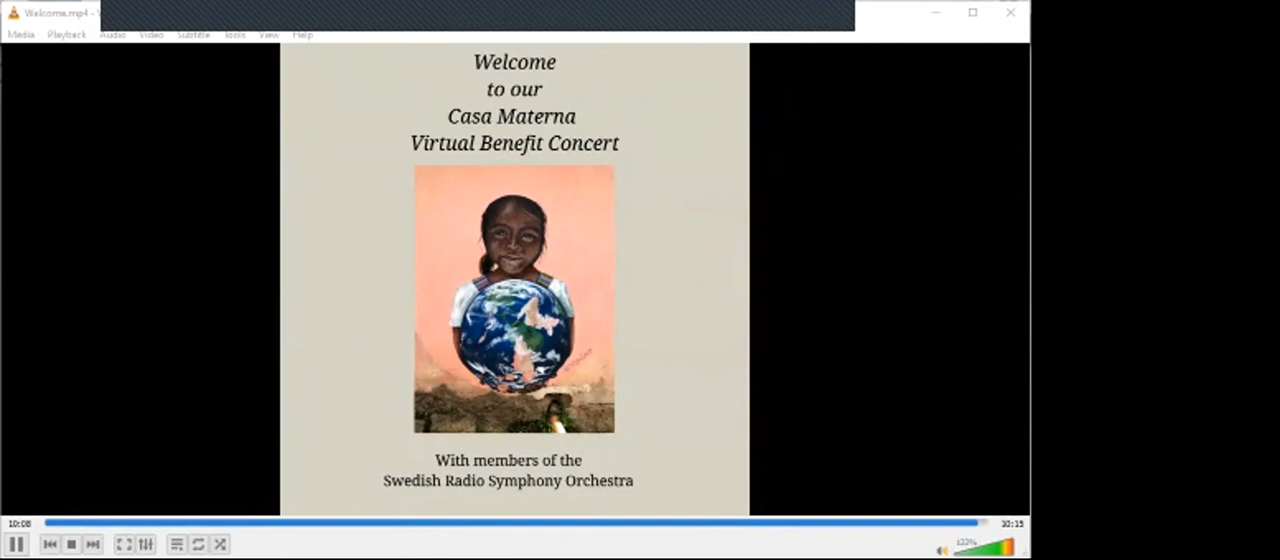 Welcome.mp4 -
Media Playback Audio Video Subtitle Tools View Help
Welcome
to our
Casa Materna
Virtual Benefit Concert
With members of the
Swedish Radio Symphony Orchestra
10:08
10:15
122%